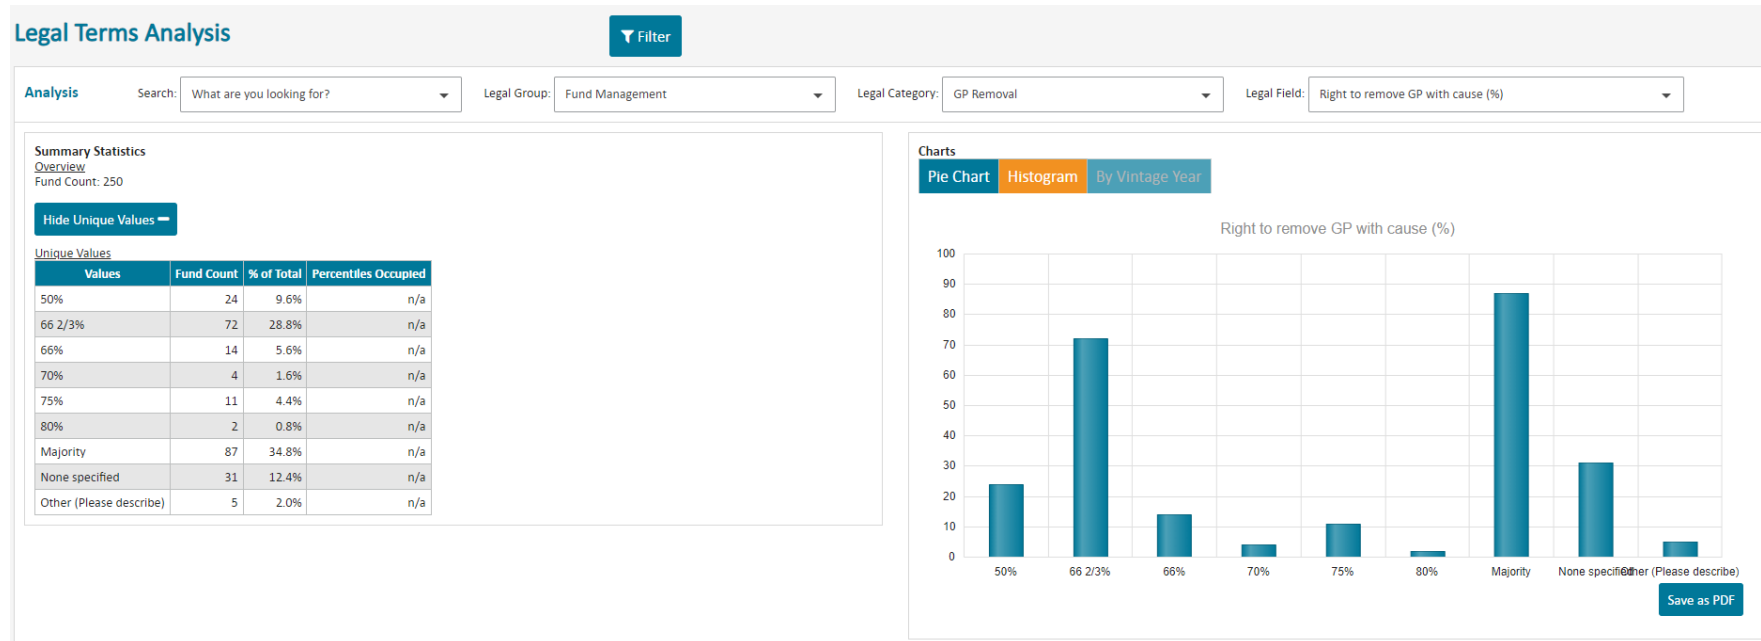 Legal Terms Analysis
Filter
Analysis Search: What are you looking for? Legal Group: Fund Management Legal Category: GP Removal Legal Field: Right to remove GP with cause (%)
Summary Statistics
Overview
Fund Count: 250
Hide Unique Values
Unique Values
Values Fund Count % of Total Percentiles Occupied
50% 24 9.6% n/a
66 2/3% 72 28.8% n/a
66% 14 5.6% n/a
70% 4 1.6% n/a
75% 11 4.4% n/a
80% 2 0.8% n/a
Majority 87 34.8% n/a
None specified 31 12.4% n/a
Other (Please describe) 5 2.0% n/a
Charts
Pie Chart Histogram By Vintage Year
Right to remove GP with cause (%)
100
90
80
70
60
50
40
30
20
10
0
50% 66 2/3% 66% 70% 75% 80% Majority None specified Other (Please describe)
Save as PDF